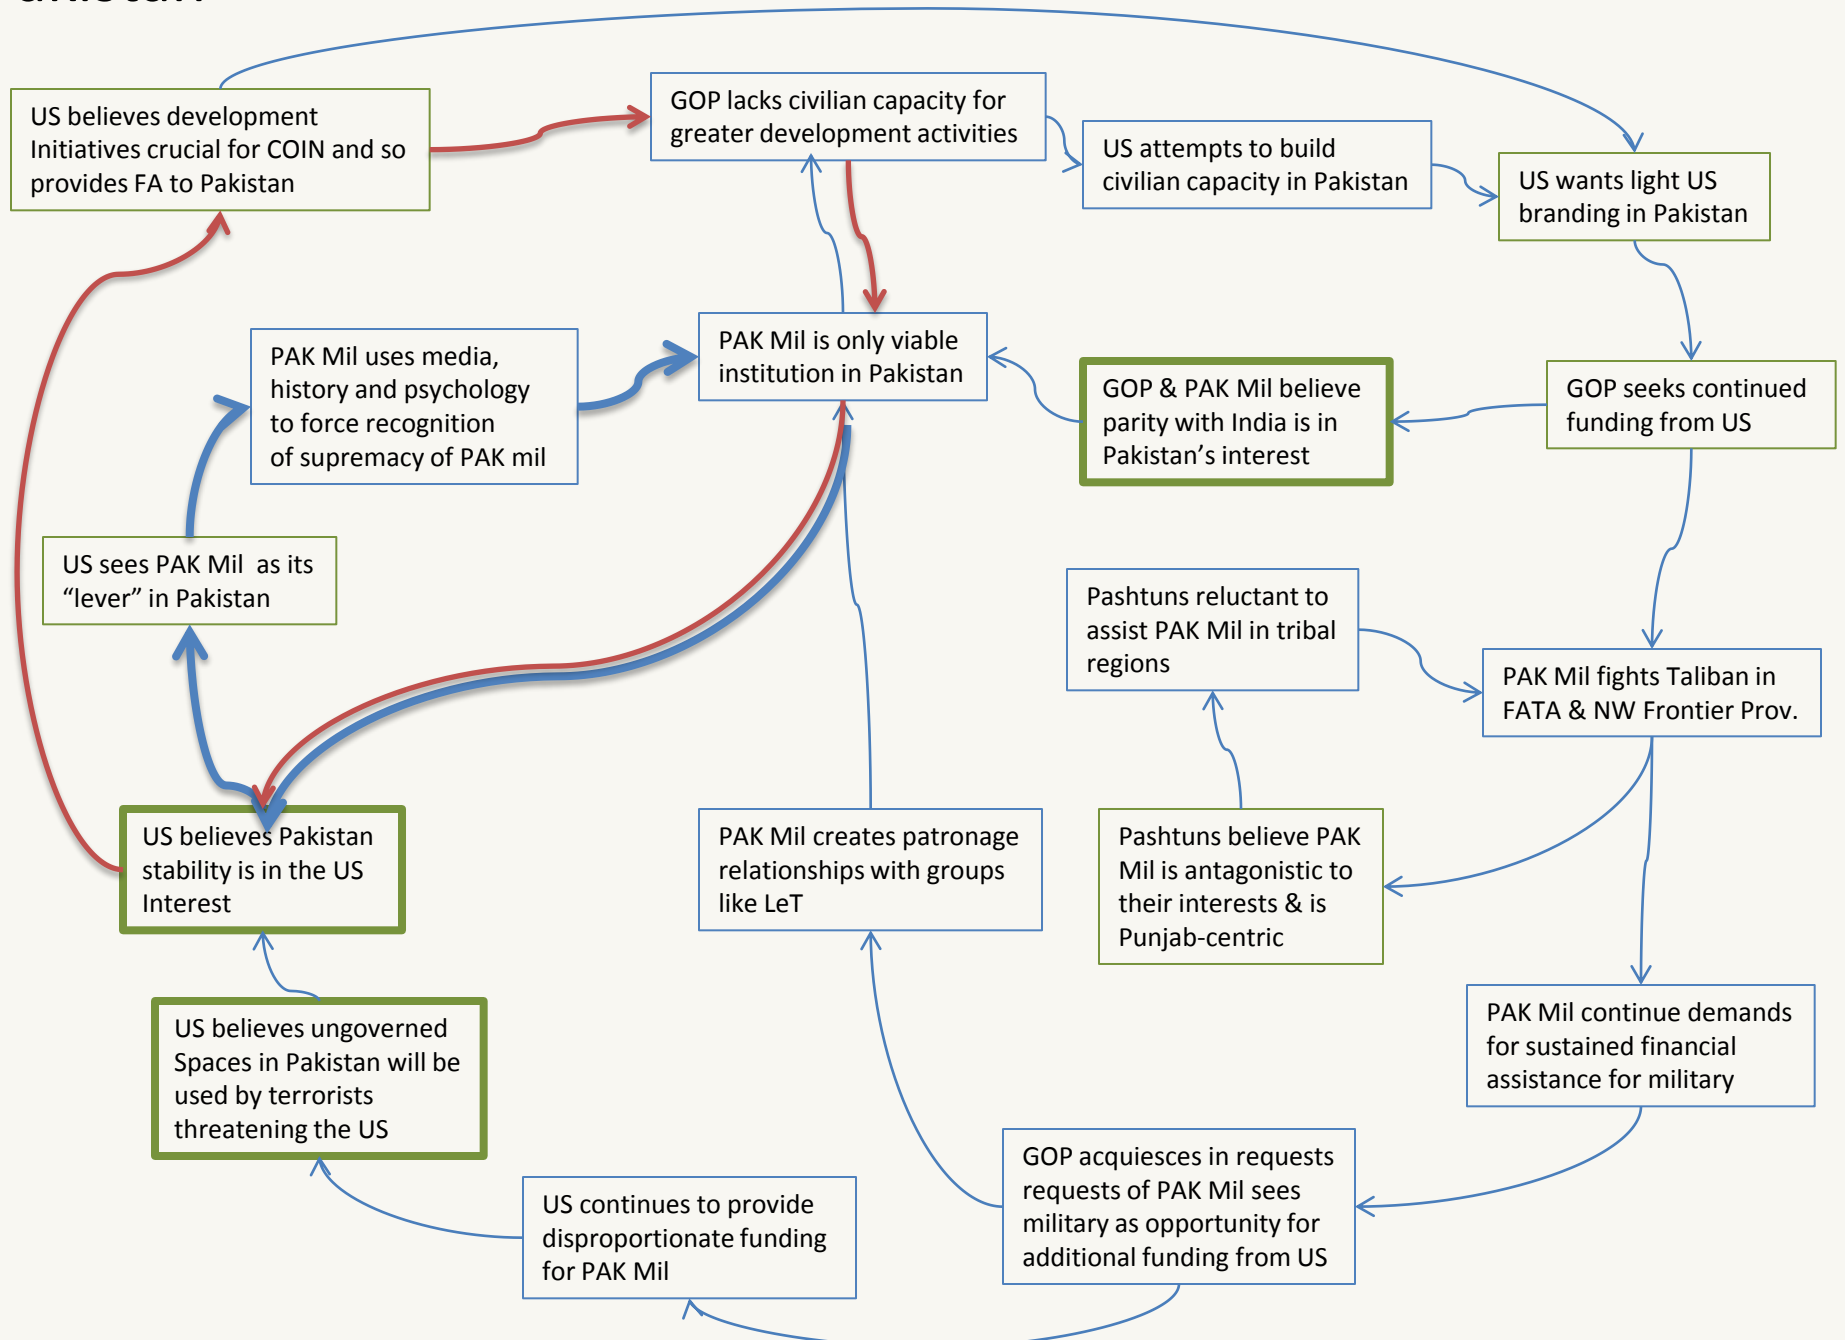 US believes development
Initiatives crucial for COIN and so
provides FA to Pakistan
GOP lacks civilian capacity for
greater development activities
US attempts to build
civilian capacity in Pakistan
US wants light US
branding in Pakistan
PAK Mil uses media,
history and psychology
to force recognition
of supremacy of PAK mil
PAK Mil is only viable
institution in Pakistan
GOP & PAK Mil believe
parity with India is in
Pakistan's interest
GOP seeks continued
funding from US
US sees PAK Mil as its
“lever” in Pakistan
Pashtuns reluctant to
assist PAK Mil in tribal
regions
PAK Mil fights Taliban in
FATA & NW Frontier Prov.
US believes Pakistan
stability is in the US
Interest
PAK Mil creates patronage
relationships with groups
like LeT
Pashtuns believe PAK
Mil is antagonistic to
their interests & is
Punjab-centric
US believes ungoverned
Spaces in Pakistan will be
used by terrorists
threatening the US
PAK Mil continue demands
for sustained financial
assistance for military
US continues to provide
disproportionate funding
for PAK Mil
GOP acquiesces in requests
requests of PAK Mil sees
military as opportunity for
additional funding from US